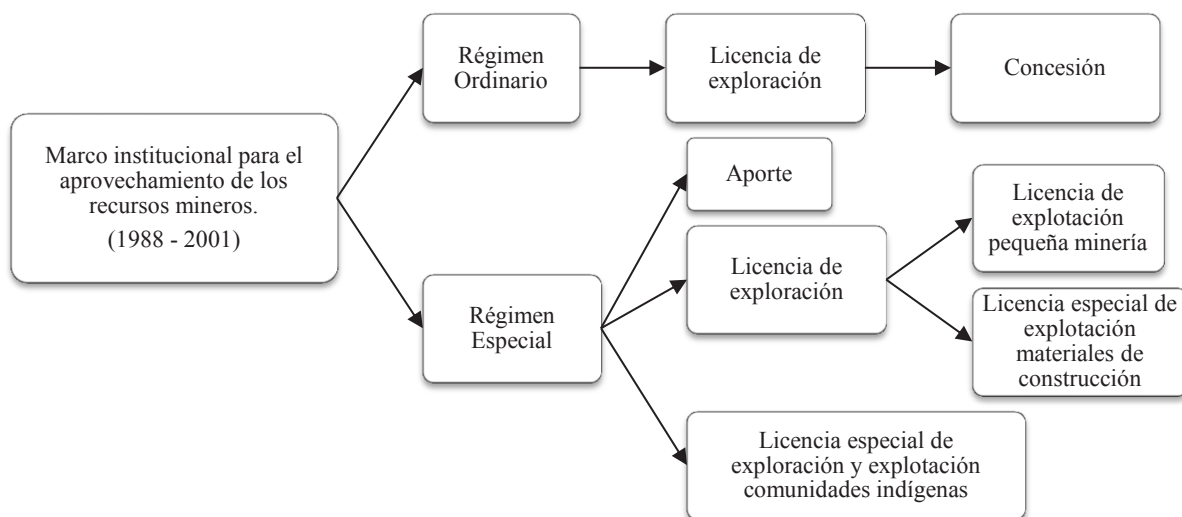 Marco institucional para el
aprovechamiento de los
recursos mineros.
(1988 - 2001)
Régimen
Ordinario
Licencia de
exploración
Concesión
Régimen
Especial
Aporte
Licencia de
exploración
Licencia de
explotación
pequeña minería
Licencia especial de
explotación
materiales de
construcción
Licencia especial de
exploración y explotación
comunidades indígenas